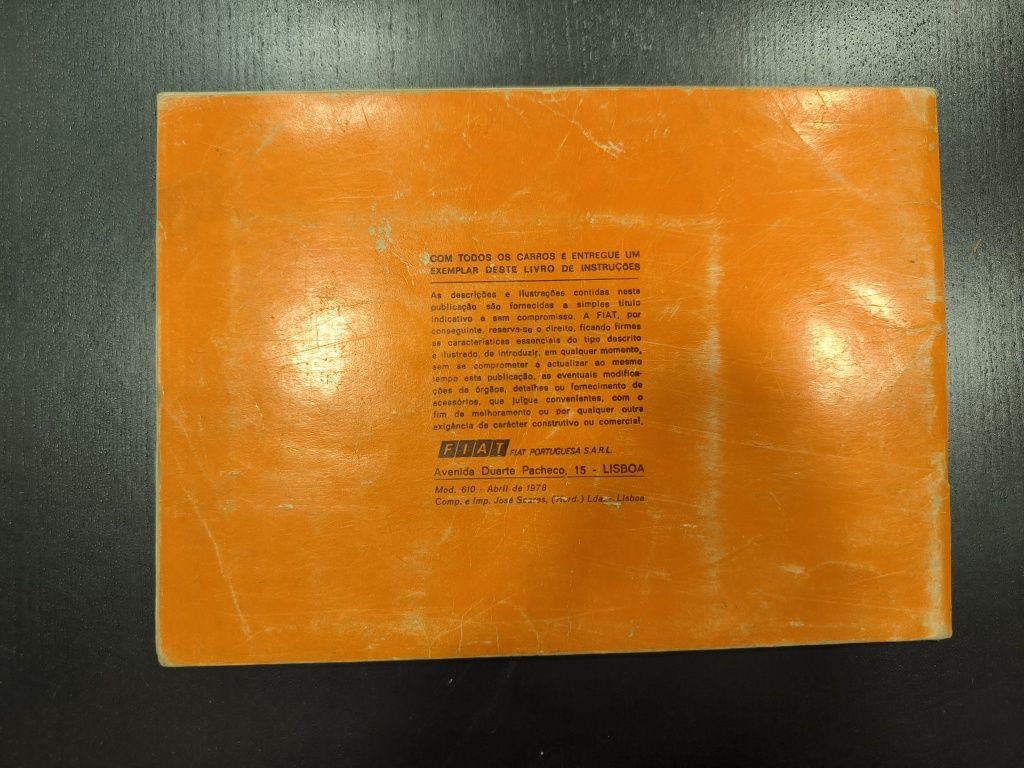 COM TODOS OS CARROS É ENTREGUE UM
EXEMPLAR DESTE LIVRO DE INSTRUÇÕES
As descrições e ilustrações contidas nesta
publicação são fornecidas a simples título
indicativo e sem compromisso. A FIAT, por
conseguinte, reserva-se o direito, ficando firmes
as características essenciais do tipo descrito
e ilustrado, de introduzir, em qualquer momento,
sem se comprometer a actualizar ao mesmo
tempo esta publicação, as eventuais modifica-
ções de órgãos, detalhes ou fornecimento de
acessórios, que julgue convenientes, com o
fim de melhoramento ou por qualquer outra
exigência de carácter construtivo ou comercial.
FIAT FIAT PORTUGUESA S.A.R.L.
Avenida Duarte Pacheco, 15 - LISBOA
Mod. 610 - Abril de 1978
Comp. e Imp. José Soares, (Herd.) Lda. - Lisboa